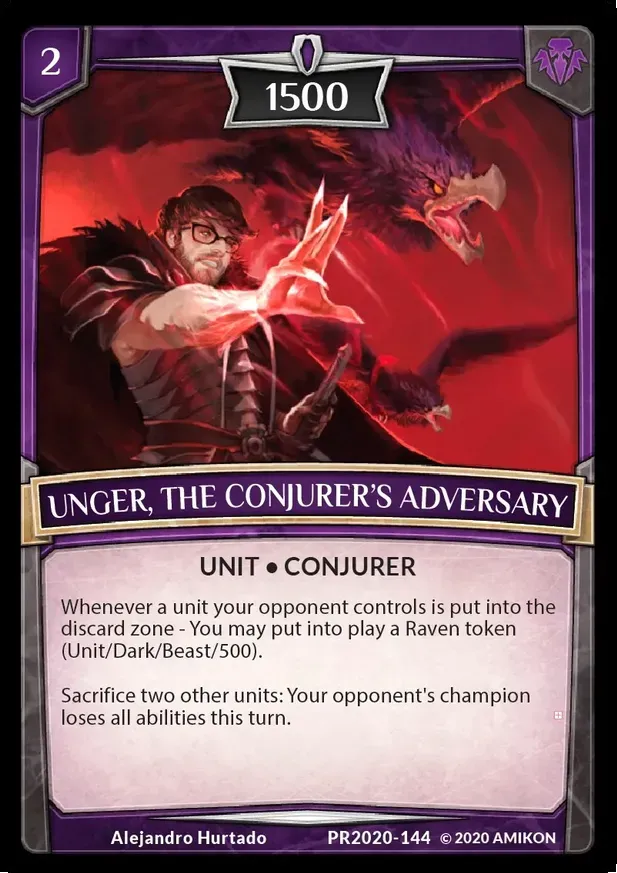 2
1500
UNGER, THE CONJURER'S ADVERSARY
UNIT • CONJURER
Whenever a unit your opponent controls is put into the
discard zone - You may put into play a Raven token
(Unit/Dark/Beast/500).
Sacrifice two other units: Your opponent's champion
loses all abilities this turn.
Alejandro Hurtado PR2020-144 © 2020 AMIKON